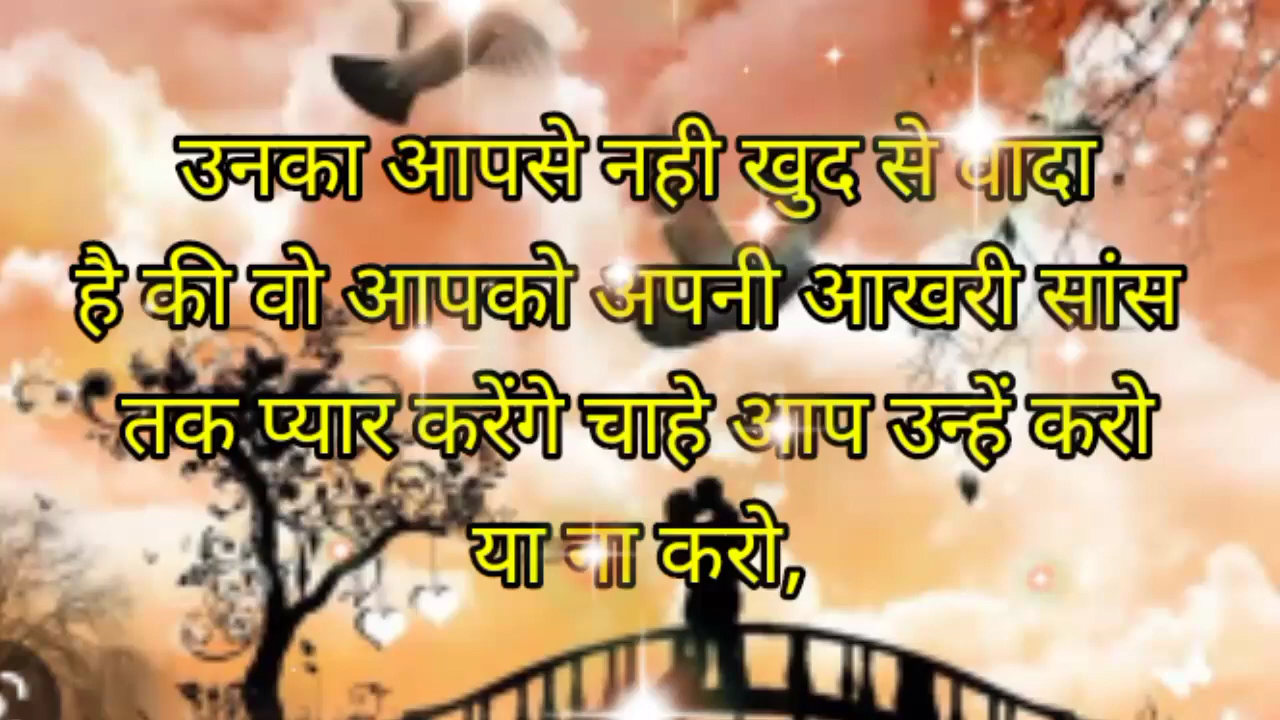 उनका आपसे नही खुद से वादा
है की वो आपको अपनी आखरी सांस
तक प्यार करेंगे चाहे आप उन्हें करो
या ना करो,